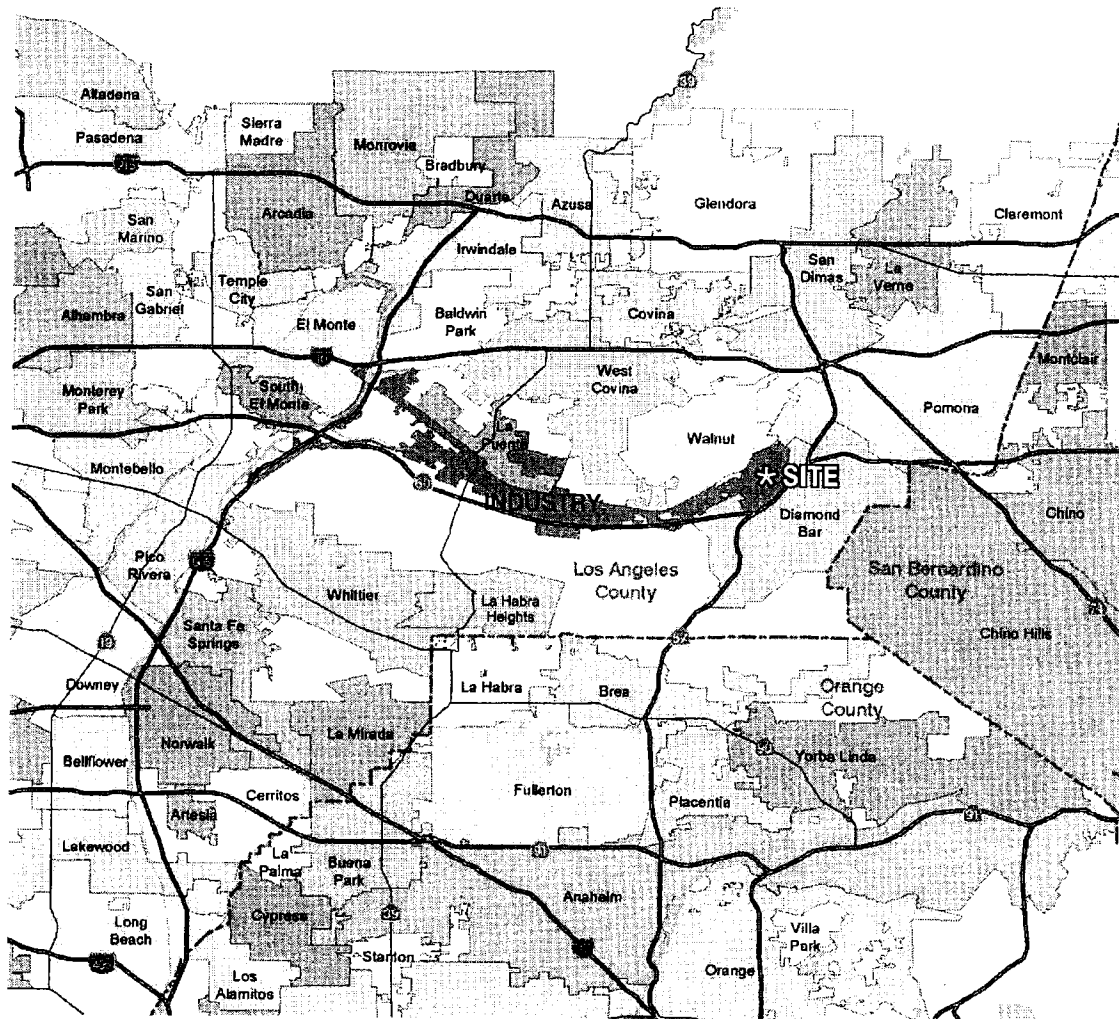 39
Altadena
Pasadena
Sierra
Madre
Monrovia
Bradbury
Duarte
Azusa
Glendora
Claremont
Arcadia
San
Marino
Irwindale
San
Dimas
La
Verne
Temple
City
San
Gabriel
Alhambra
El Monte
Baldwin
Park
Covina
Montclair
West
Covina
South
El Monte
Monterey
Park
La
Puente
Walnut
Pomona
Montebello
SITE
INDUSTRY
Diamond
Bar
Chino
Pico
Rivera
Los Angeles
County
San Bernardino
County
Whittier
La Habra
Heights
Santa Fe
Springs
Chino Hills
Downey
La Habra
Brea
Orange
County
Norwalk
La Mirada
Yorba Linda
Bellflower
Cerritos
Fullerton
Placentia
Artesia
91
91
Lakewood
La
Palma
Buena
Park
Anaheim
Cypress
39
Long
Beach
Stanton
Villa
Park
Orange
Los
Alamitos